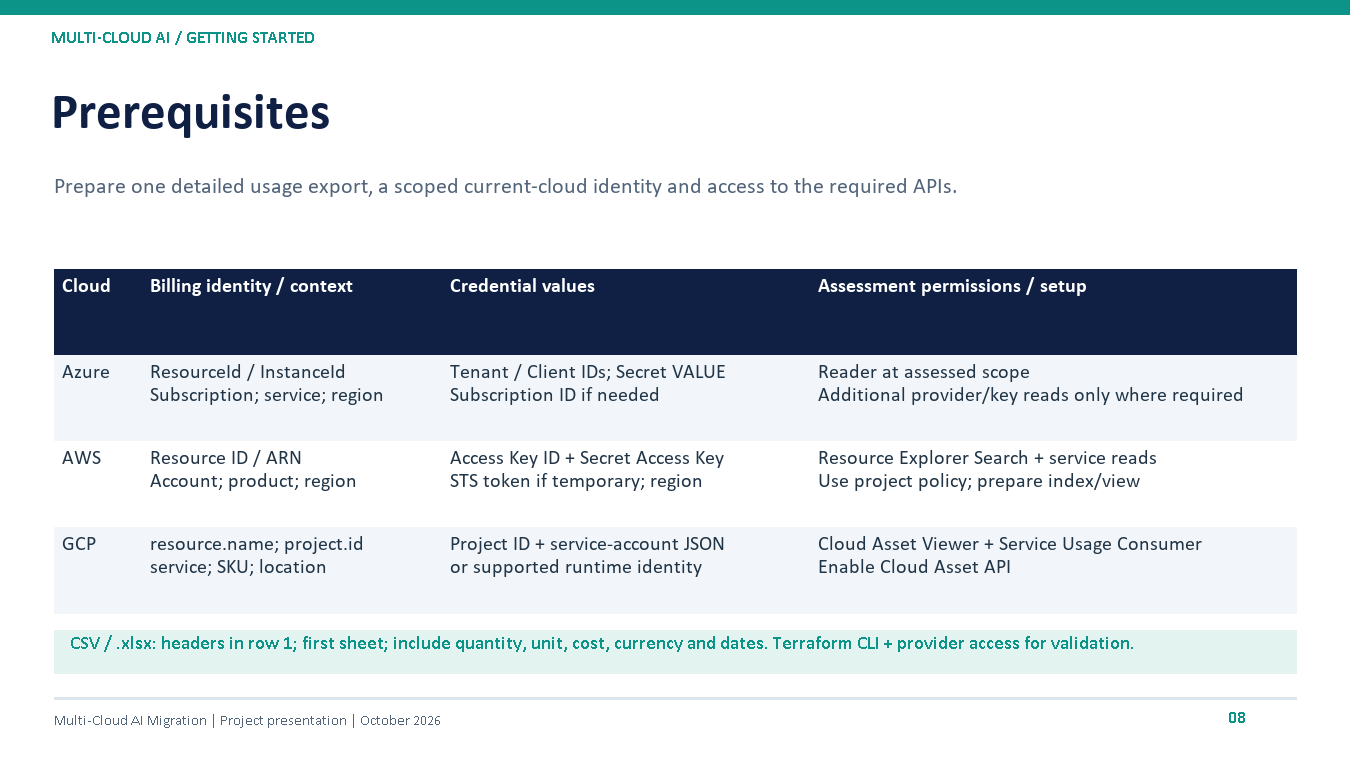 MULTI-CLOUD AI / GETTING STARTED
Prerequisites
Prepare one detailed usage export, a scoped current-cloud identity and access to the required APIs.
Cloud
Billing identity / context
Credential values
Assessment permissions / setup
Azure
ResourceId / InstanceId
Subscription; service; region
Tenant / Client IDs; Secret VALUE
Subscription ID if needed
Reader at assessed scope
Additional provider/key reads only where required
AWS
Resource ID / ARN
Account; product; region
Access Key ID + Secret Access Key
STS token if temporary; region
Resource Explorer Search + service reads
Use project policy; prepare index/view
GCP
resource.name; project.id
service; SKU; location
Project ID + service-account JSON
or supported runtime identity
Cloud Asset Viewer + Service Usage Consumer
Enable Cloud Asset API
CSV / .xlsx: headers in row 1; first sheet; include quantity, unit, cost, currency and dates. Terraform CLI + provider access for validation.
Multi-Cloud AI Migration | Project presentation | October 2026
08